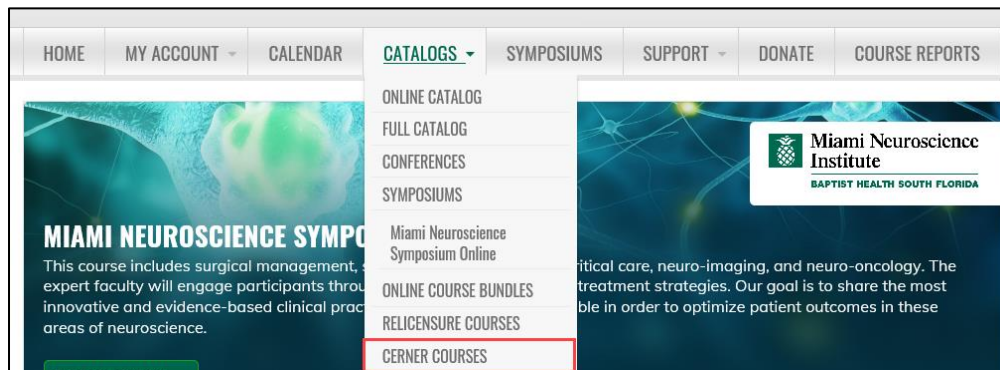 HOME MY ACCOUNT CALENDAR CATALOGS SYMPOSIUMS SUPPORT DONATE COURSE REPORTS
ONLINE CATALOG
FULL CATALOG
CONFERENCES
SYMPOSIUMS
Miami Neuroscience
Symposium Online
ONLINE COURSE BUNDLES
RELICENSURE COURSES
CERNER COURSES
Miami Neuroscience
Institute
BAPTIST HEALTH SOUTH FLORIDA
MIAMI NEUROSCIENCE SYMPO
This course includes surgical management, critical care, neuro-imaging, and neuro-oncology. The
expert faculty will engage participants throu treatment strategies. Our goal is to share the most
innovative and evidence-based clinical prac ble in order to optimize patient outcomes in these
areas of neuroscience.